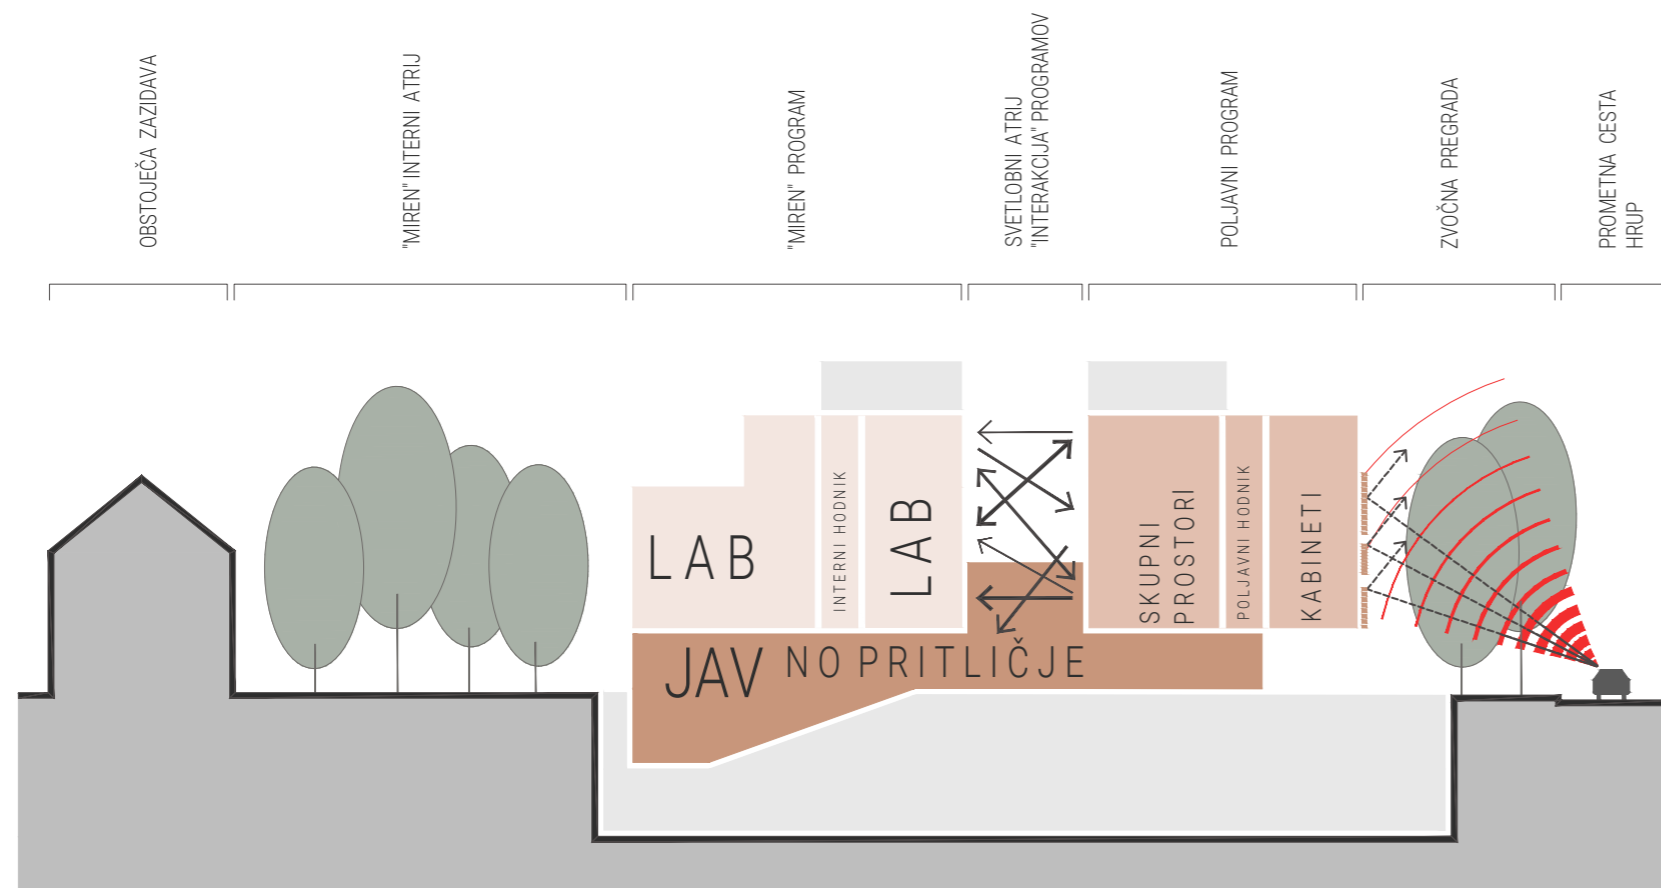 OBSTOJEČA ZAZIDAVA
"MIREN" INTERNI ATRIJ
"MIREN" PROGRAM
SVETLOBNI ATRIJ
"INTERAKCIJA" PROGRAMOV
POLJAVNI PROGRAM
ZVOČNA PREGRADA
PROMETNA CESTA
HRUP
LAB
INTERNI HODNIK
LAB
SKUPNI
PROSTORI
POLJAVNI HODNIK
KABINETI
JAVNO PRITLIČJE